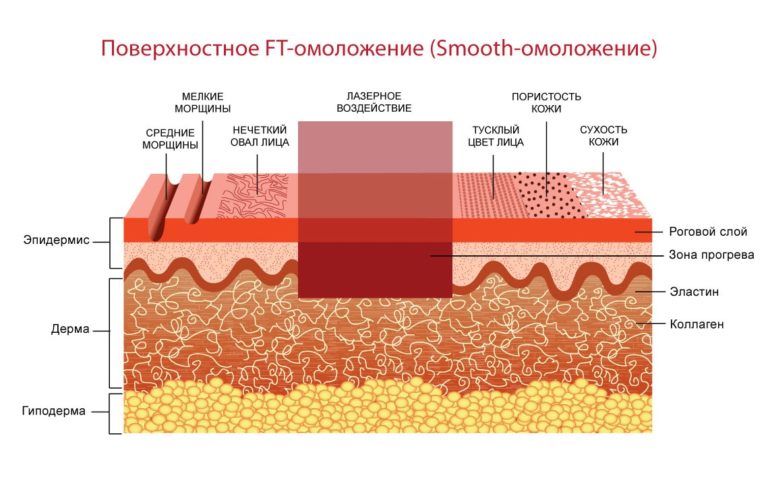 Поверхностное FT-омоложение (Smooth-омоложение)
МЕЛКИЕ
МОРЩИНЫ
ЛАЗЕРНОЕ
ВОЗДЕЙСТВИЕ
ПОРИСТОСТЬ
КОЖИ
СРЕДНИЕ
МОРЩИНЫ
НЕЧЕТКИЙ
ОВАЛ ЛИЦА
ТУСКЛЫЙ
ЦВЕТ ЛИЦА
СУХОСТЬ
КОЖИ
Эпидермис
Роговой слой
Зона прогрева
Эластин
Дерма
Коллаген
Гиподерма